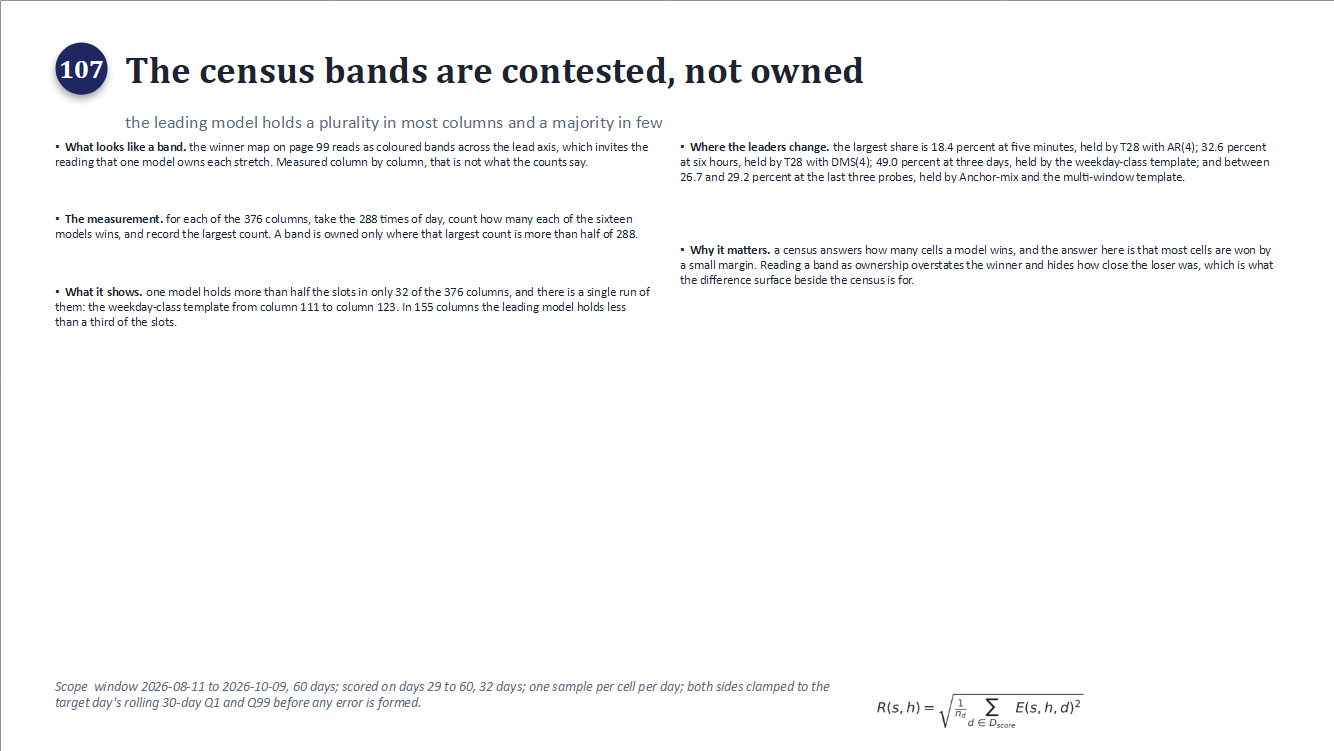 107
The census bands are contested, not owned
the leading model holds a plurality in most columns and a majority in few
▪ What looks like a band. the winner map on page 99 reads as coloured bands across the lead axis, which invites the
reading that one model owns each stretch. Measured column by column, that is not what the counts say.
▪ The measurement. for each of the 376 columns, take the 288 times of day, count how many each of the sixteen
models wins, and record the largest count. A band is owned only where that largest count is more than half of 288.
▪ What it shows. one model holds more than half the slots in only 32 of the 376 columns, and there is a single run of
them: the weekday-class template from column 111 to column 123. In 155 columns the leading model holds less
than a third of the slots.
▪ Where the leaders change. the largest share is 18.4 percent at five minutes, held by T28 with AR(4); 32.6 percent
at six hours, held by T28 with DMS(4); 49.0 percent at three days, held by the weekday-class template; and between
26.7 and 29.2 percent at the last three probes, held by Anchor-mix and the multi-window template.
▪ Why it matters. a census answers how many cells a model wins, and the answer here is that most cells are won by
a small margin. Reading a band as ownership overstates the winner and hides how close the loser was, which is what
the difference surface beside the census is for.
Scope window 2026-08-11 to 2026-10-09, 60 days; scored on days 29 to 60, 32 days; one sample per cell per day; both sides clamped to the
target day's rolling 30-day Q1 and Q99 before any error is formed.
R(s, h) = √(1/n_d ∑_{d ∈ D_score} E(s, h, d)²)